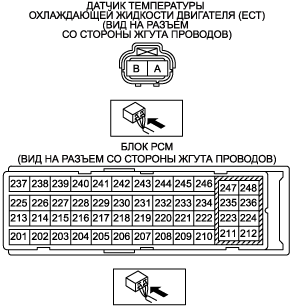 ДАТЧИК ТЕМПЕРАТУРЫ
ОХЛАЖДАЮЩЕЙ ЖИДКОСТИ ДВИГАТЕЛЯ (ECT)
(ВИД НА РАЗЪЕМ
СО СТОРОНЫ ЖГУТА ПРОВОДОВ)
B A
БЛОК PCM
(ВИД НА РАЗЪЕМ СО СТОРОНЫ ЖГУТА ПРОВОДОВ)
237 238 239 240 241 242 243 244 245 246 247 248
225 226 227 228 229 230 231 232 233 234 235 236
213 214 215 216 217 218 219 220 221 222 223 224
201 202 203 204 205 206 207 208 209 210 211 212